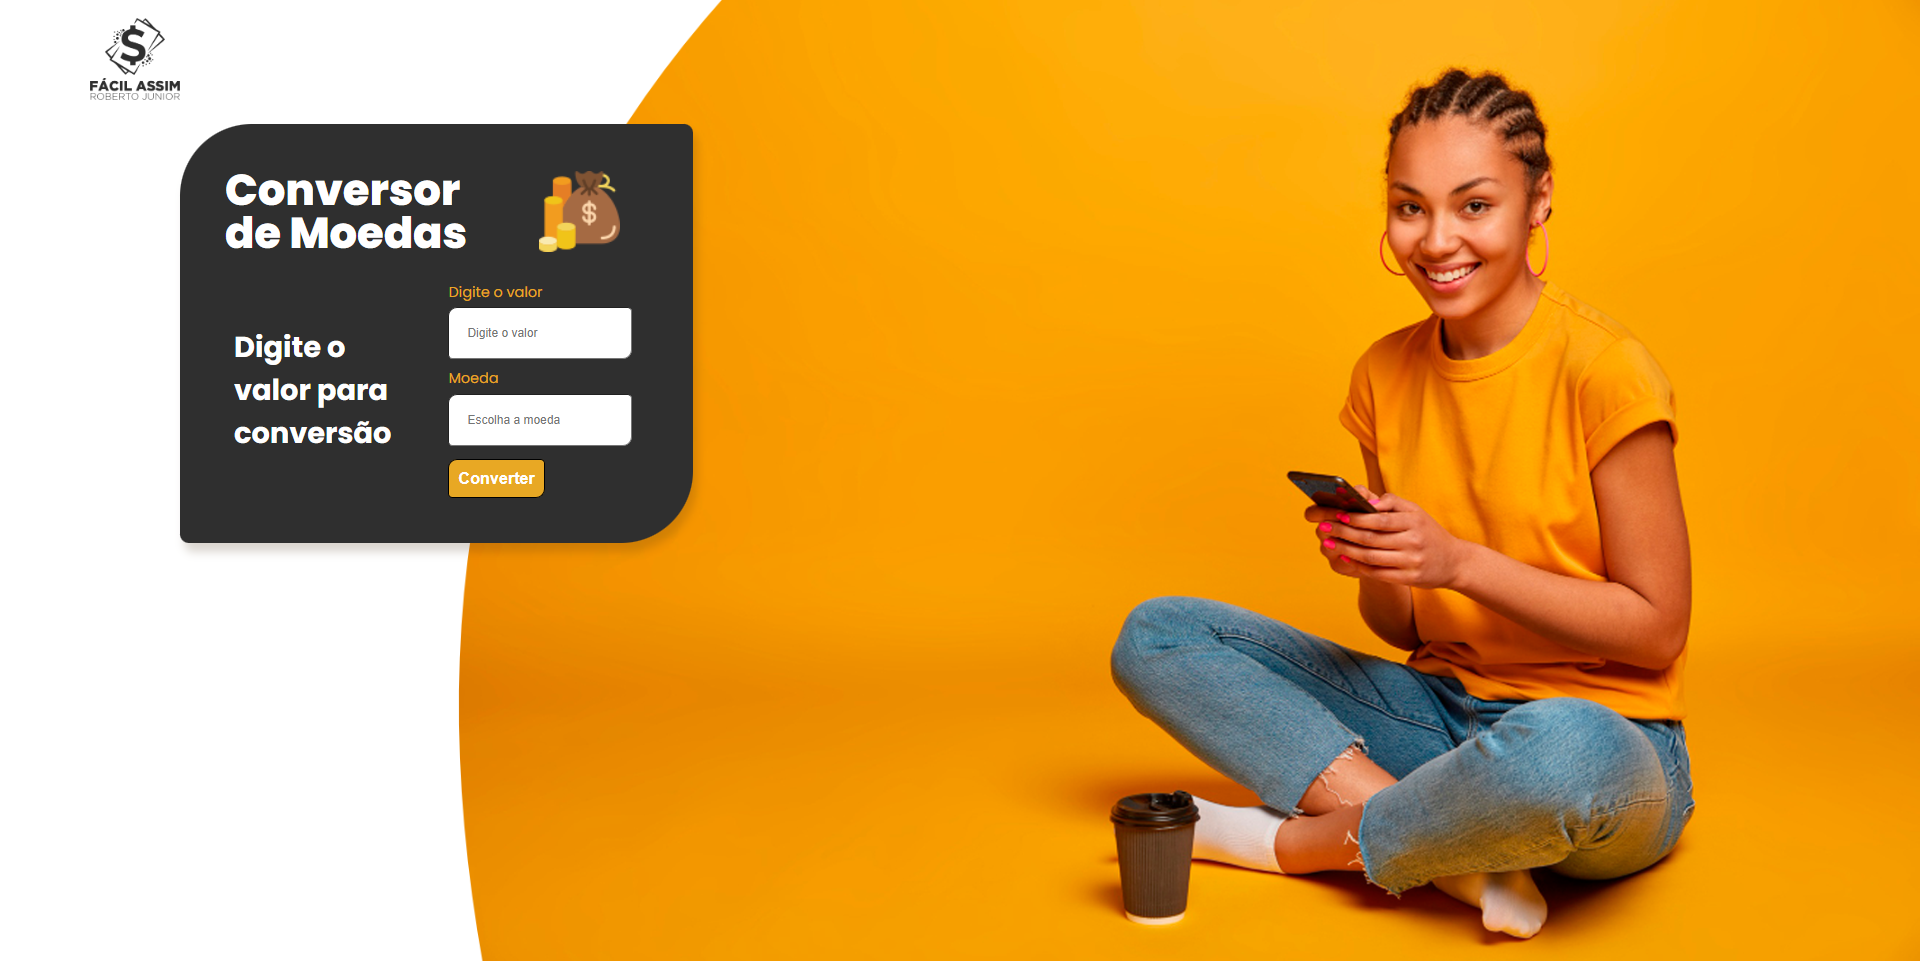 $
FÁCIL ASSIM
ROBERTO JUNIOR
Conversor
de Moedas
$
Digite o
valor para
conversão
Digite o valor
Digite o valor
Moeda
Escolha a moeda
Converter